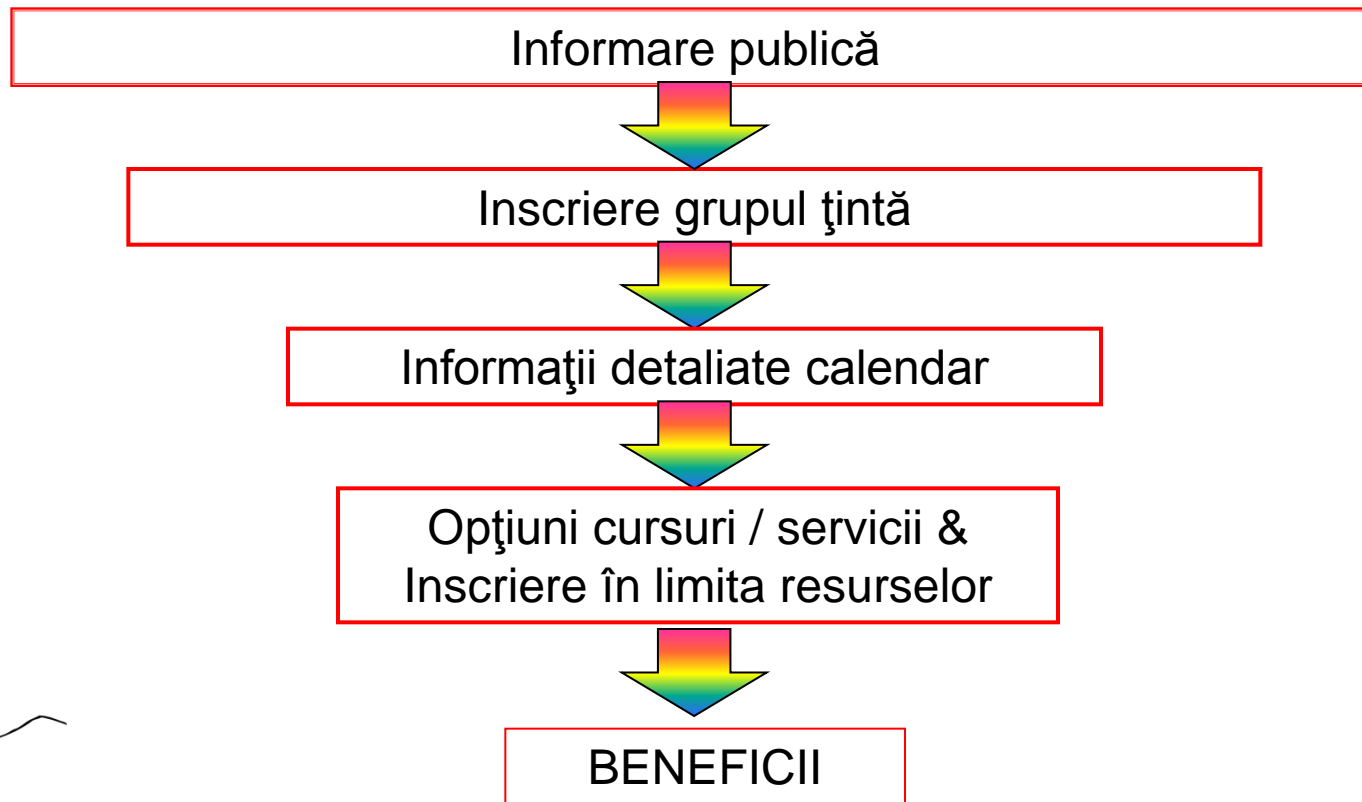 Informare publică
Inscriere grupul ţintă
Informaţii detaliate calendar
Opţiuni cursuri / servicii &
Inscriere în limita resurselor
BENEFICII